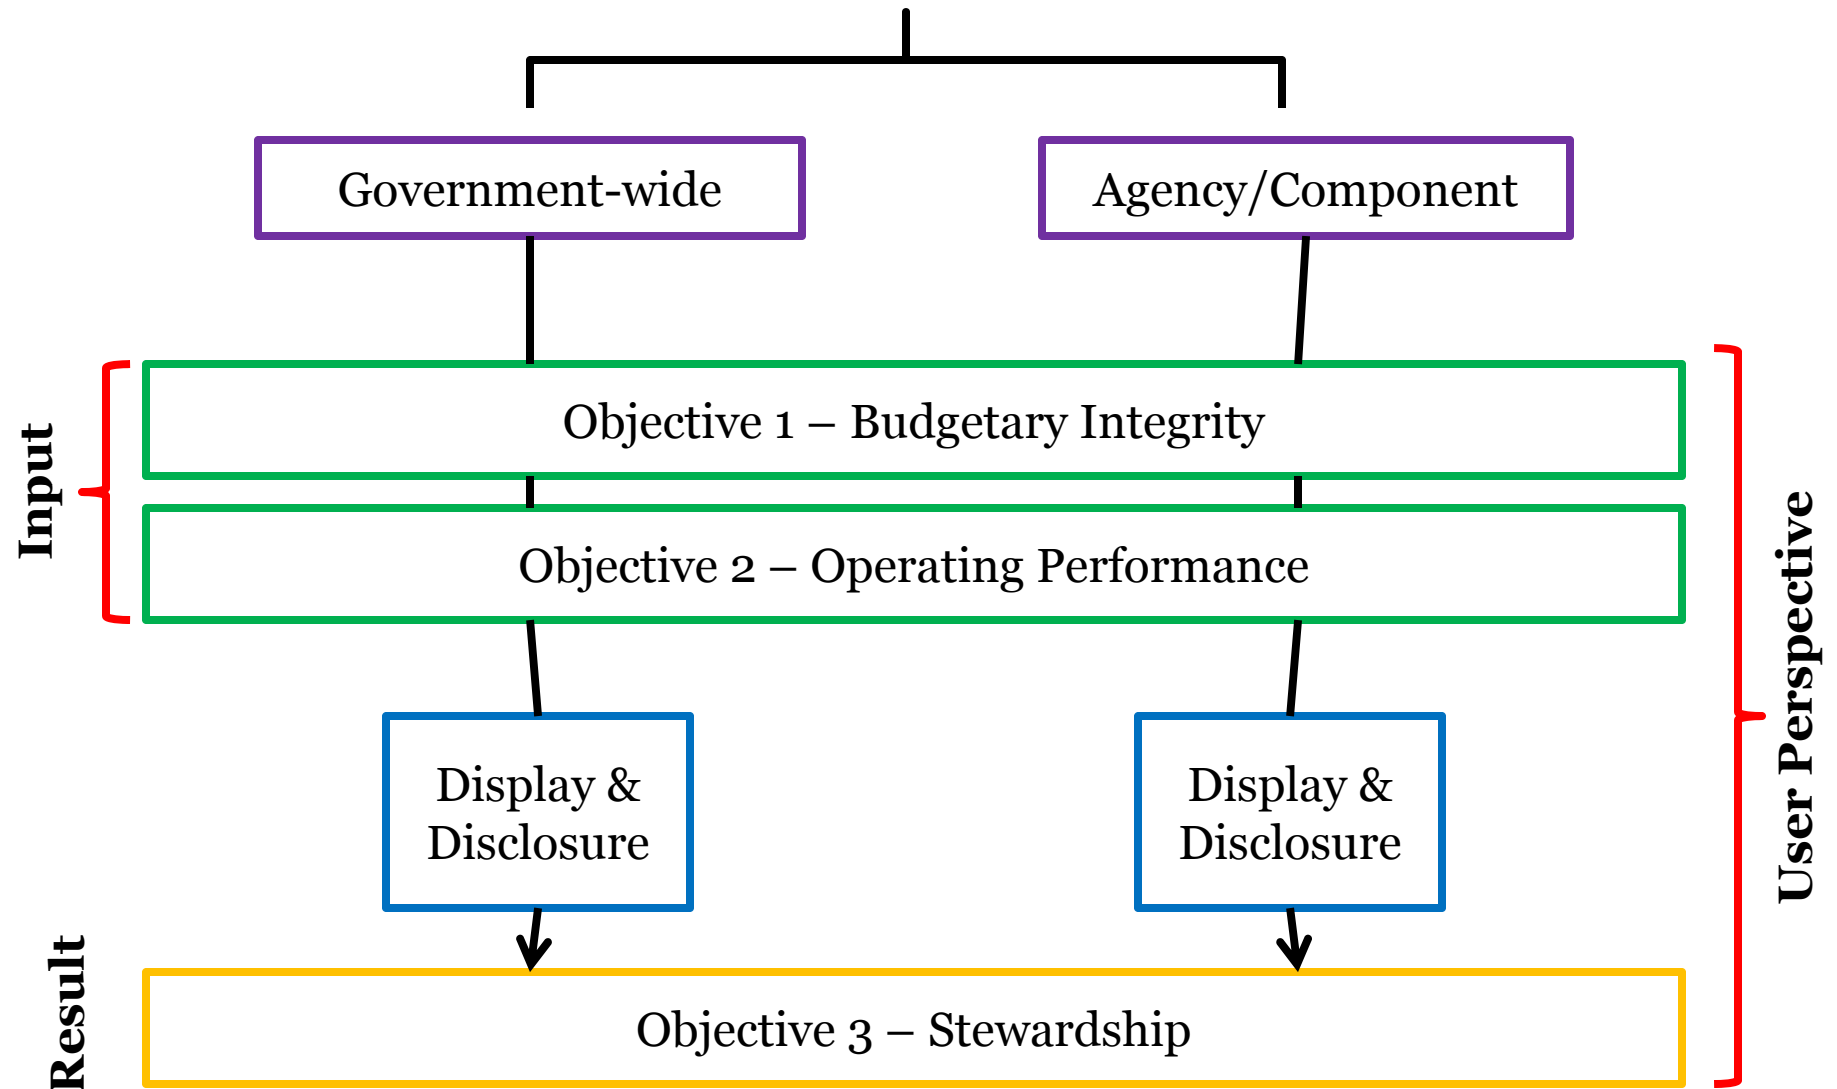 Government-wide
Agency/Component
Input
Objective 1 – Budgetary Integrity
Objective 2 – Operating Performance
User Perspective
Display &
Disclosure
Display &
Disclosure
Result
Objective 3 – Stewardship